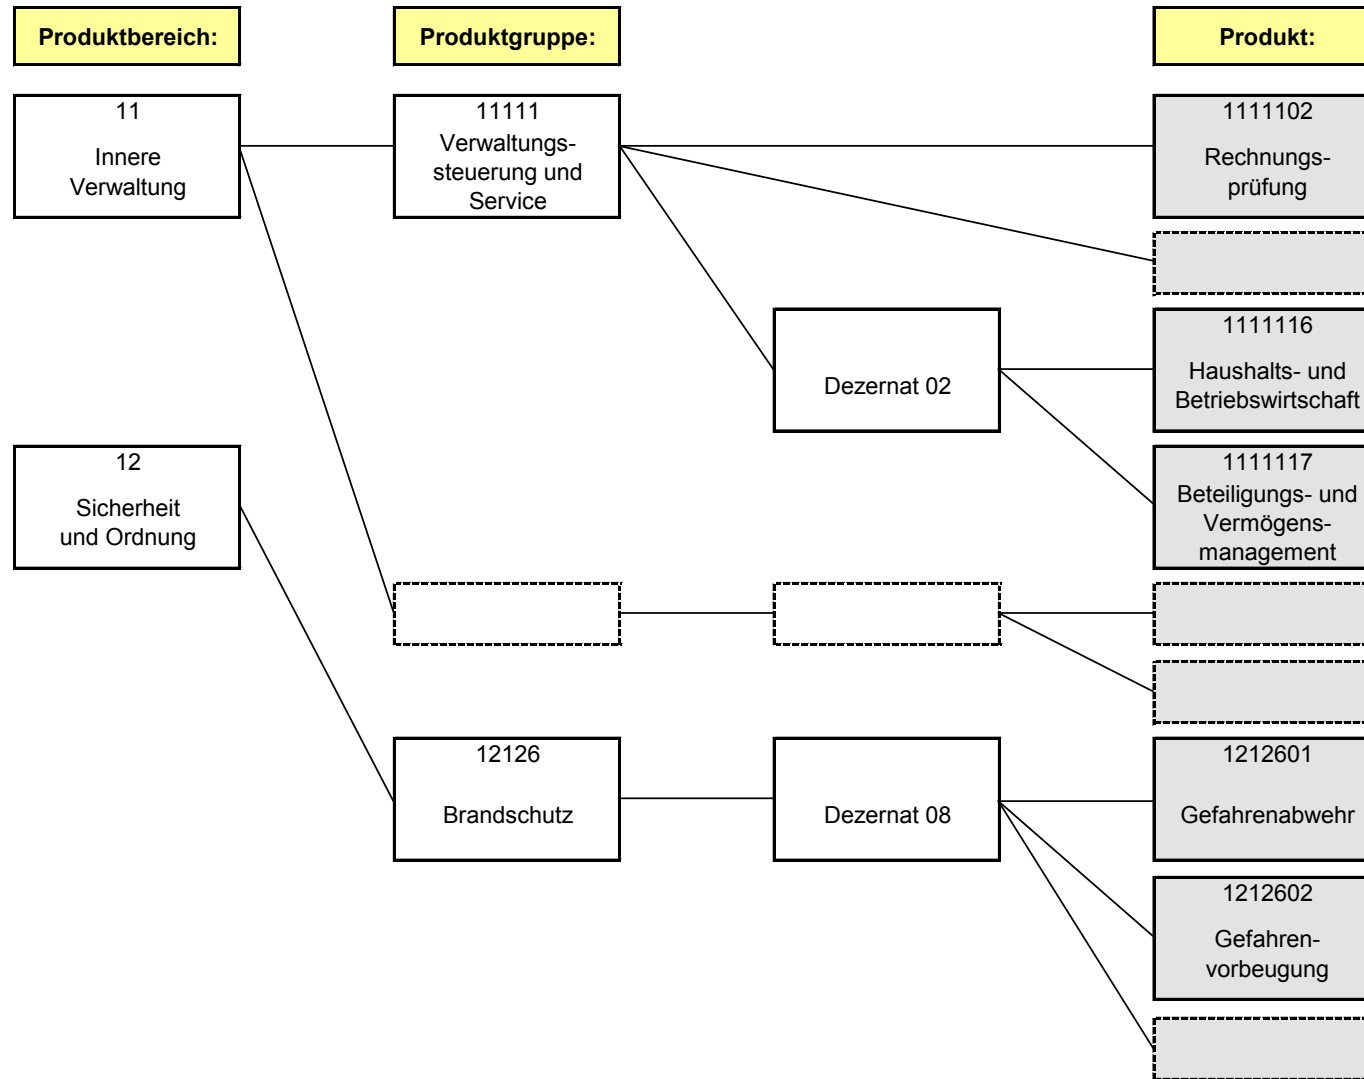 Produktbereich:
Produktgruppe:
Produkt:
11
Innere
Verwaltung
11111
Verwaltungs-
steuerung und
Service
1111102
Rechnungs-
prüfung
Dezernat 02
1111116
Haushalts- und
Betriebswirtschaft
12
Sicherheit
und Ordnung
1111117
Beteiligungs- und
Vermögens-
management
12126
Brandschutz
Dezernat 08
1212601
Gefahrenabwehr
1212602
Gefahren-
vorbeugung